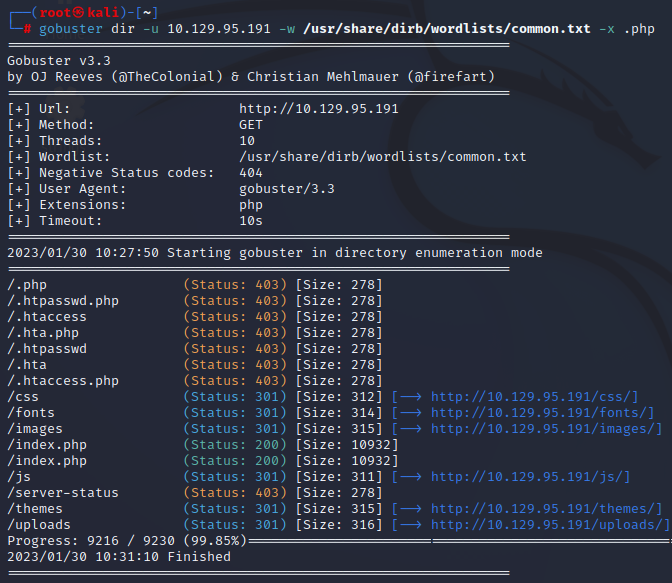 ┌──(root㉿kali)-[~]
└─# gobuster dir -u 10.129.95.191 -w /usr/share/dirb/wordlists/common.txt -x .php
===============================================================
Gobuster v3.3
by OJ Reeves (@TheColonial) & Christian Mehlmauer (@firefart)
===============================================================
[+] Url:                     http://10.129.95.191
[+] Method:                  GET
[+] Threads:                 10
[+] Wordlist:                /usr/share/dirb/wordlists/common.txt
[+] Negative Status codes:   404
[+] User Agent:              gobuster/3.3
[+] Extensions:              php
[+] Timeout:                 10s
===============================================================
2023/01/30 10:27:50 Starting gobuster in directory enumeration mode
===============================================================
/.php                 (Status: 403) [Size: 278]
/.htpasswd.php        (Status: 403) [Size: 278]
/.htaccess            (Status: 403) [Size: 278]
/.hta.php             (Status: 403) [Size: 278]
/.htpasswd            (Status: 403) [Size: 278]
/.hta                 (Status: 403) [Size: 278]
/.htaccess.php        (Status: 403) [Size: 278]
/css                  (Status: 301) [Size: 312] [--> http://10.129.95.191/css/]
/fonts                (Status: 301) [Size: 314] [--> http://10.129.95.191/fonts/]
/images               (Status: 301) [Size: 315] [--> http://10.129.95.191/images/]
/index.php            (Status: 200) [Size: 10932]
/index.php            (Status: 200) [Size: 10932]
/js                   (Status: 301) [Size: 311] [--> http://10.129.95.191/js/]
/server-status        (Status: 403) [Size: 278]
/themes               (Status: 301) [Size: 315] [--> http://10.129.95.191/themes/]
/uploads              (Status: 301) [Size: 316] [--> http://10.129.95.191/uploads/]
Progress: 9216 / 9230 (99.85%)===============================================================
2023/01/30 10:31:10 Finished
===============================================================